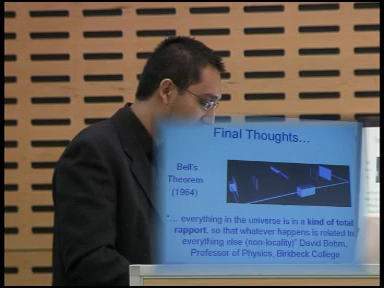 Final Thoughts...
Bell's
Theorem
(1964)
"... everything in the universe is in a kind of total
rapport, so that whatever happens is related to
everything else (non-locality)" David Bohm,
Professor of Physics, Birkbeck College